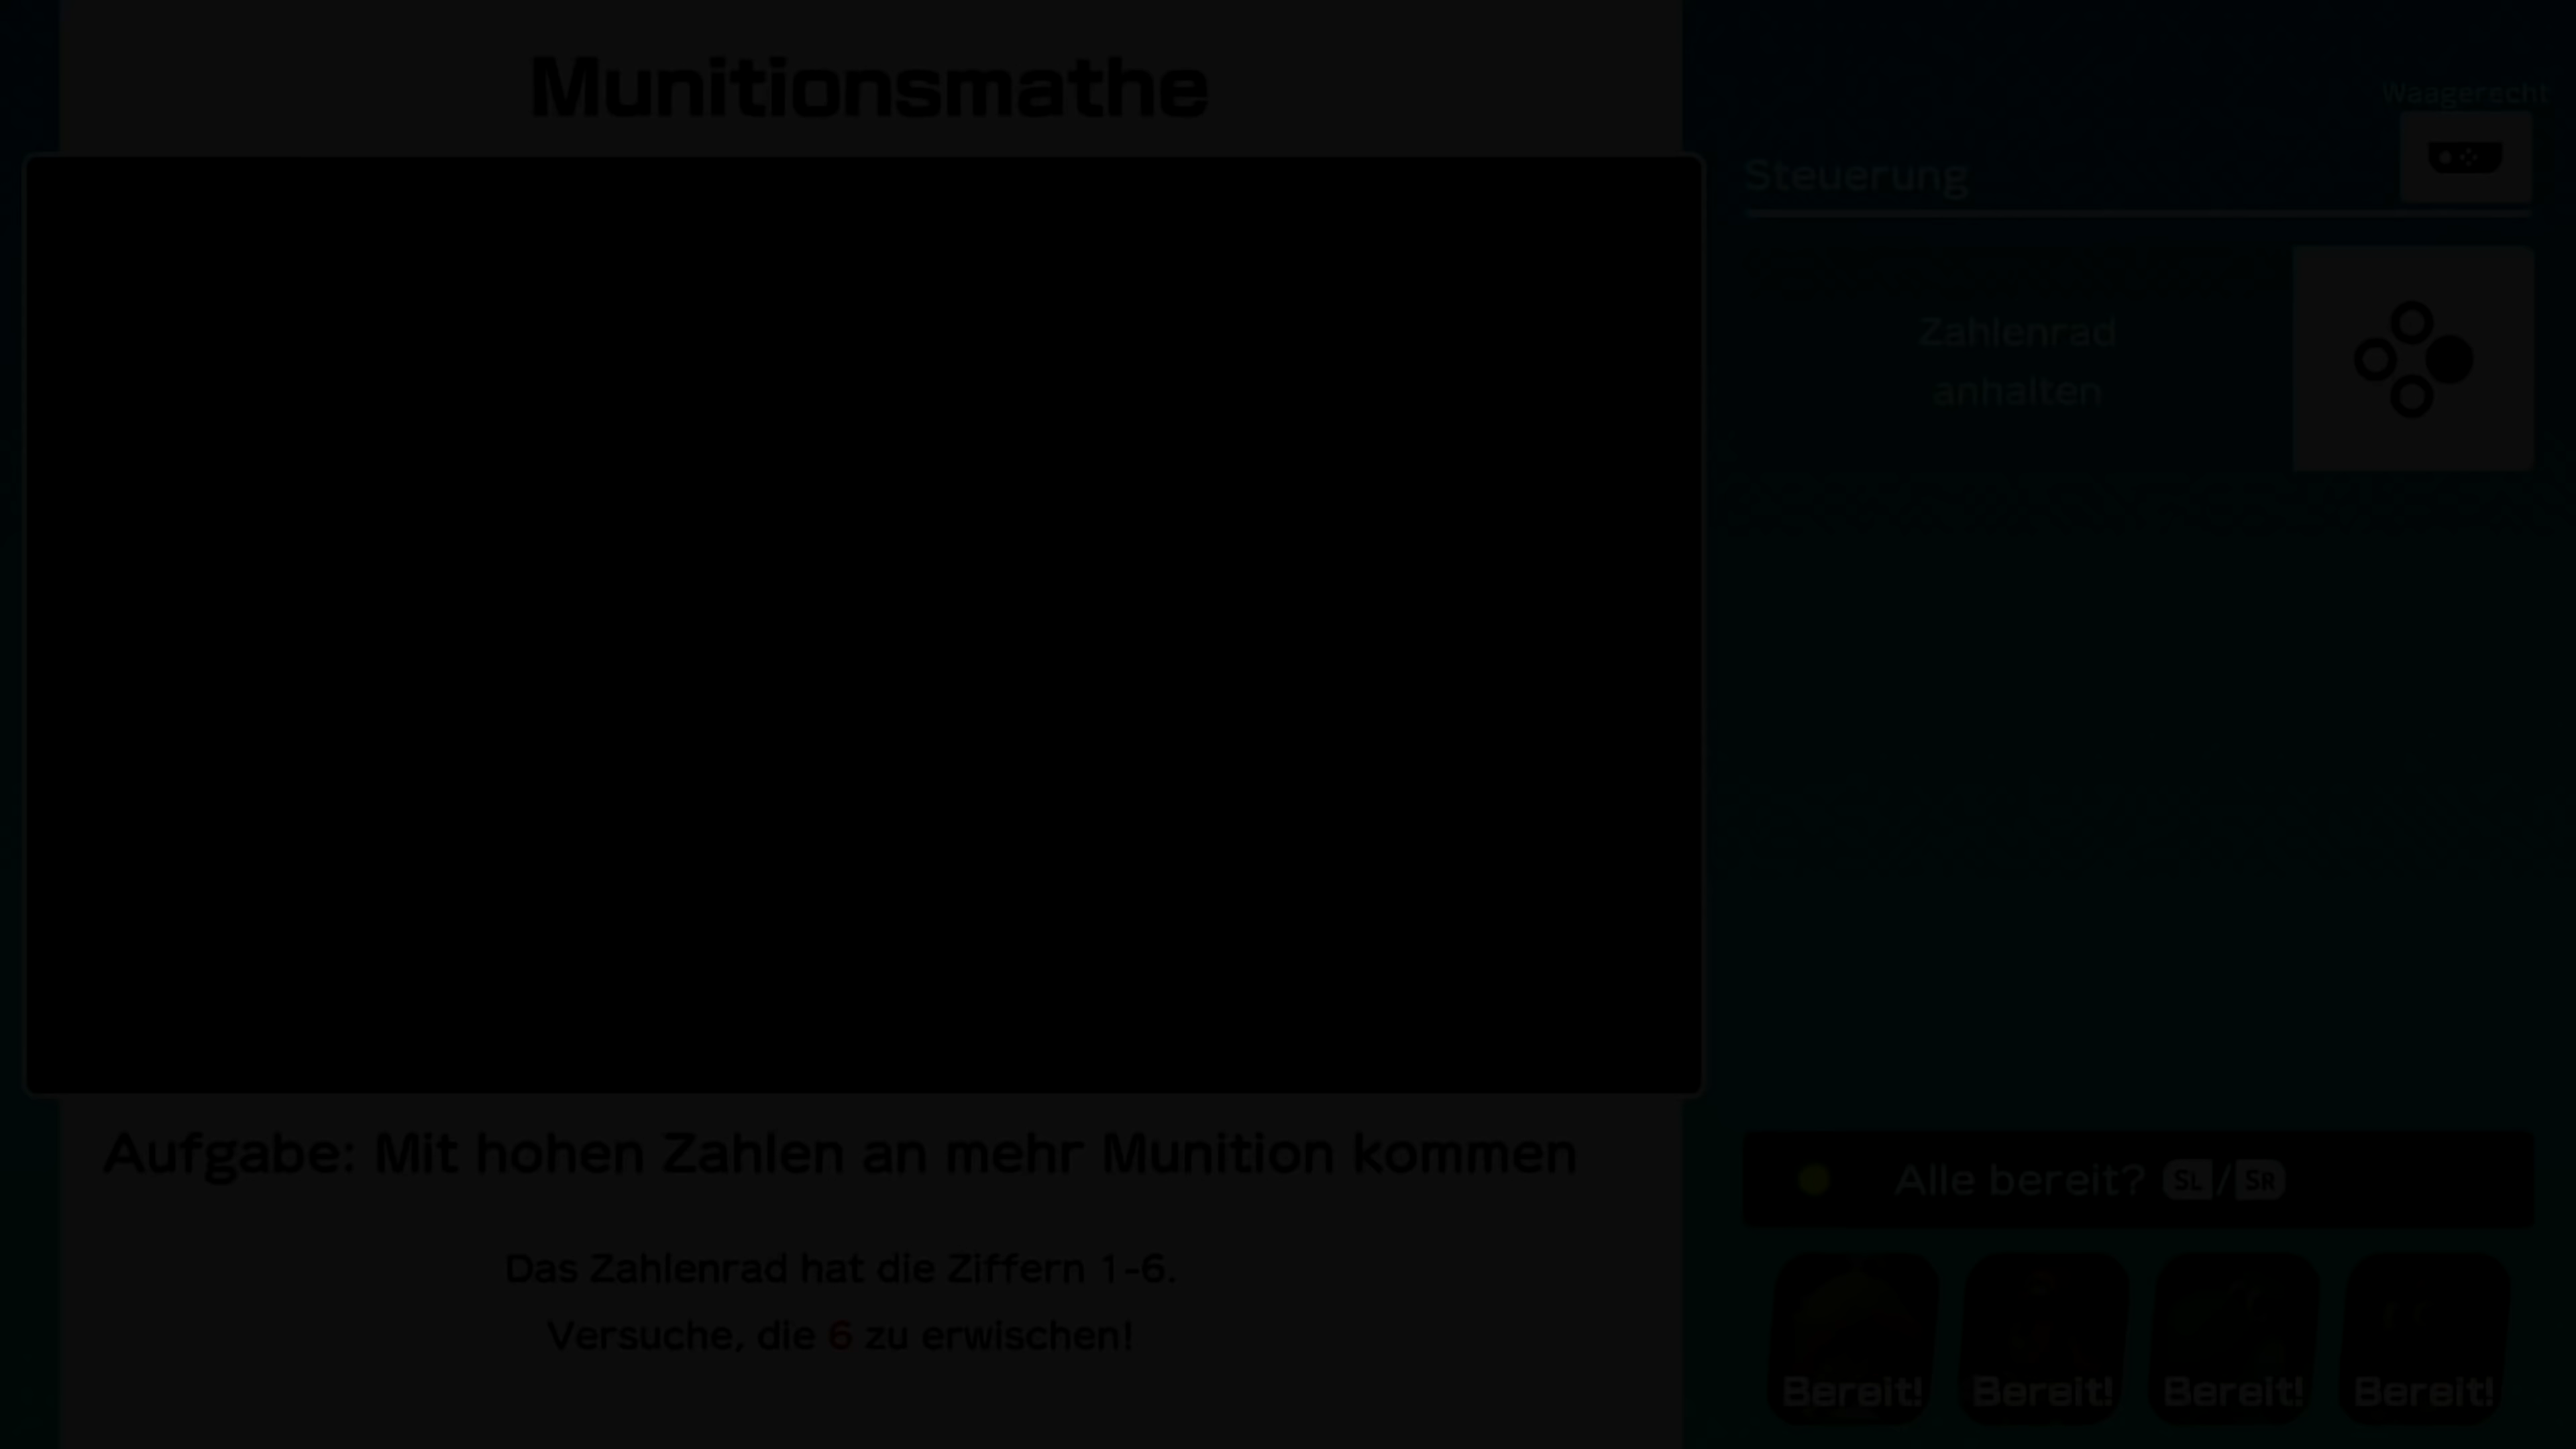 Munitionsmathe
Waagerecht
Steuerung
Zahlenrad
anhalten
Aufgabe: Mit hohen Zahlen an mehr Munition kommen
Das Zahlenrad hat die Ziffern 1-6.
Versuche, die 6 zu erwischen!
Alle bereit? SL/SR
Bereit! Bereit! Bereit! Bereit!